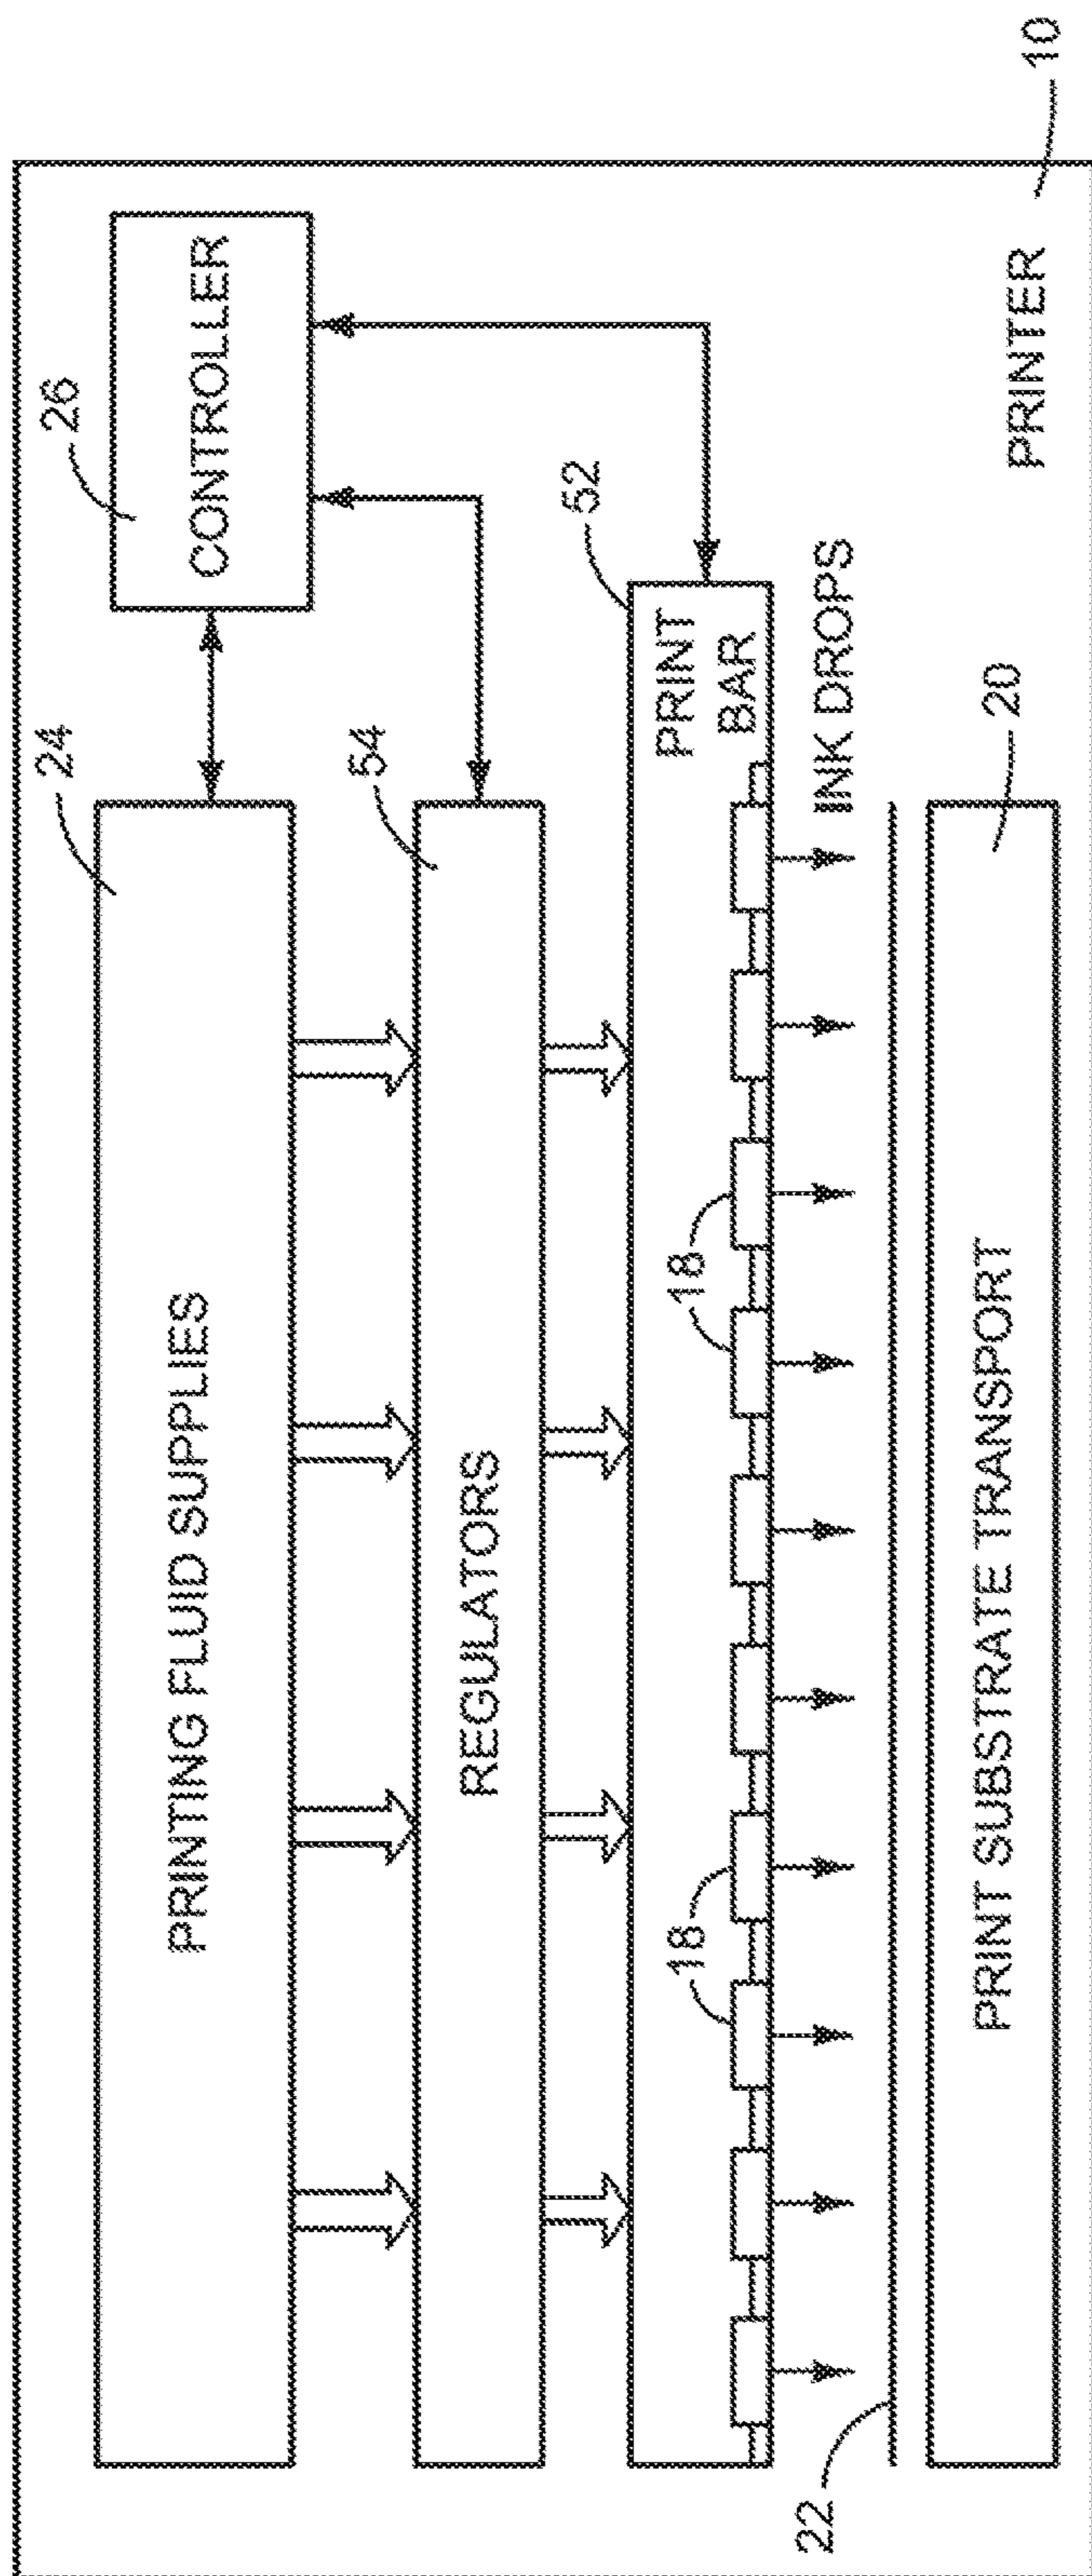 24
PRINTING FLUID SUPPLIES
26
CONTROLLER
54
REGULATORS
52
PRINT
BAR
18
18
INK DROPS
22
20
PRINT SUBSTRATE TRANSPORT
PRINTER
10